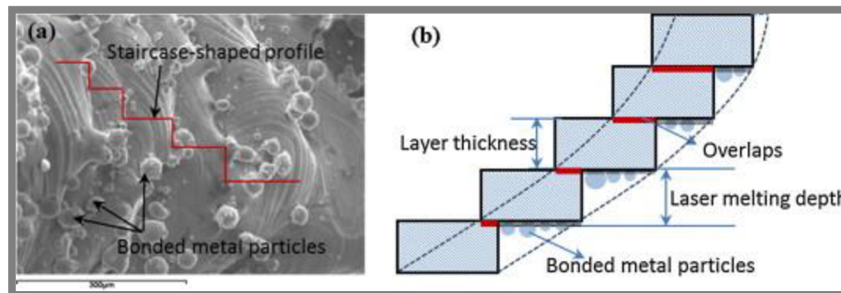 (a)
Staircase-shaped profile
Bonded metal particles
300μm
(b)
Layer thickness
Overlaps
Laser melting depth
Bonded metal particles